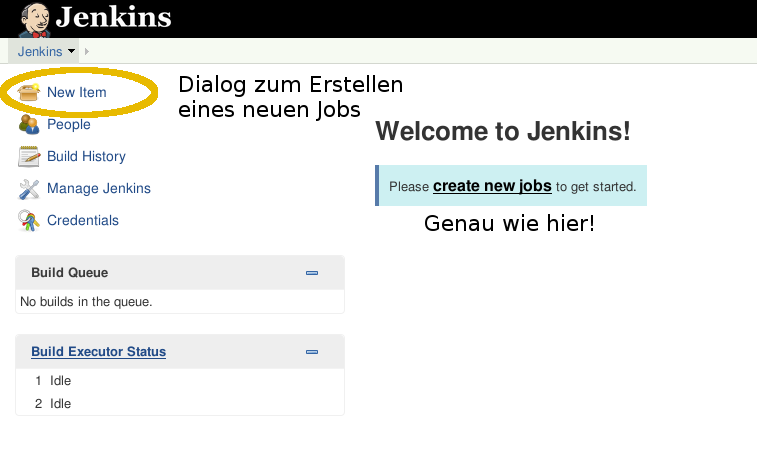 Jenkins
Jenkins
New Item
Dialog zum Erstellen
eines neuen Jobs
People
Build History
Manage Jenkins
Credentials
Welcome to Jenkins!
Please create new jobs to get started.
Genau wie hier!
Build Queue
No builds in the queue.
Build Executor Status
1 Idle
2 Idle